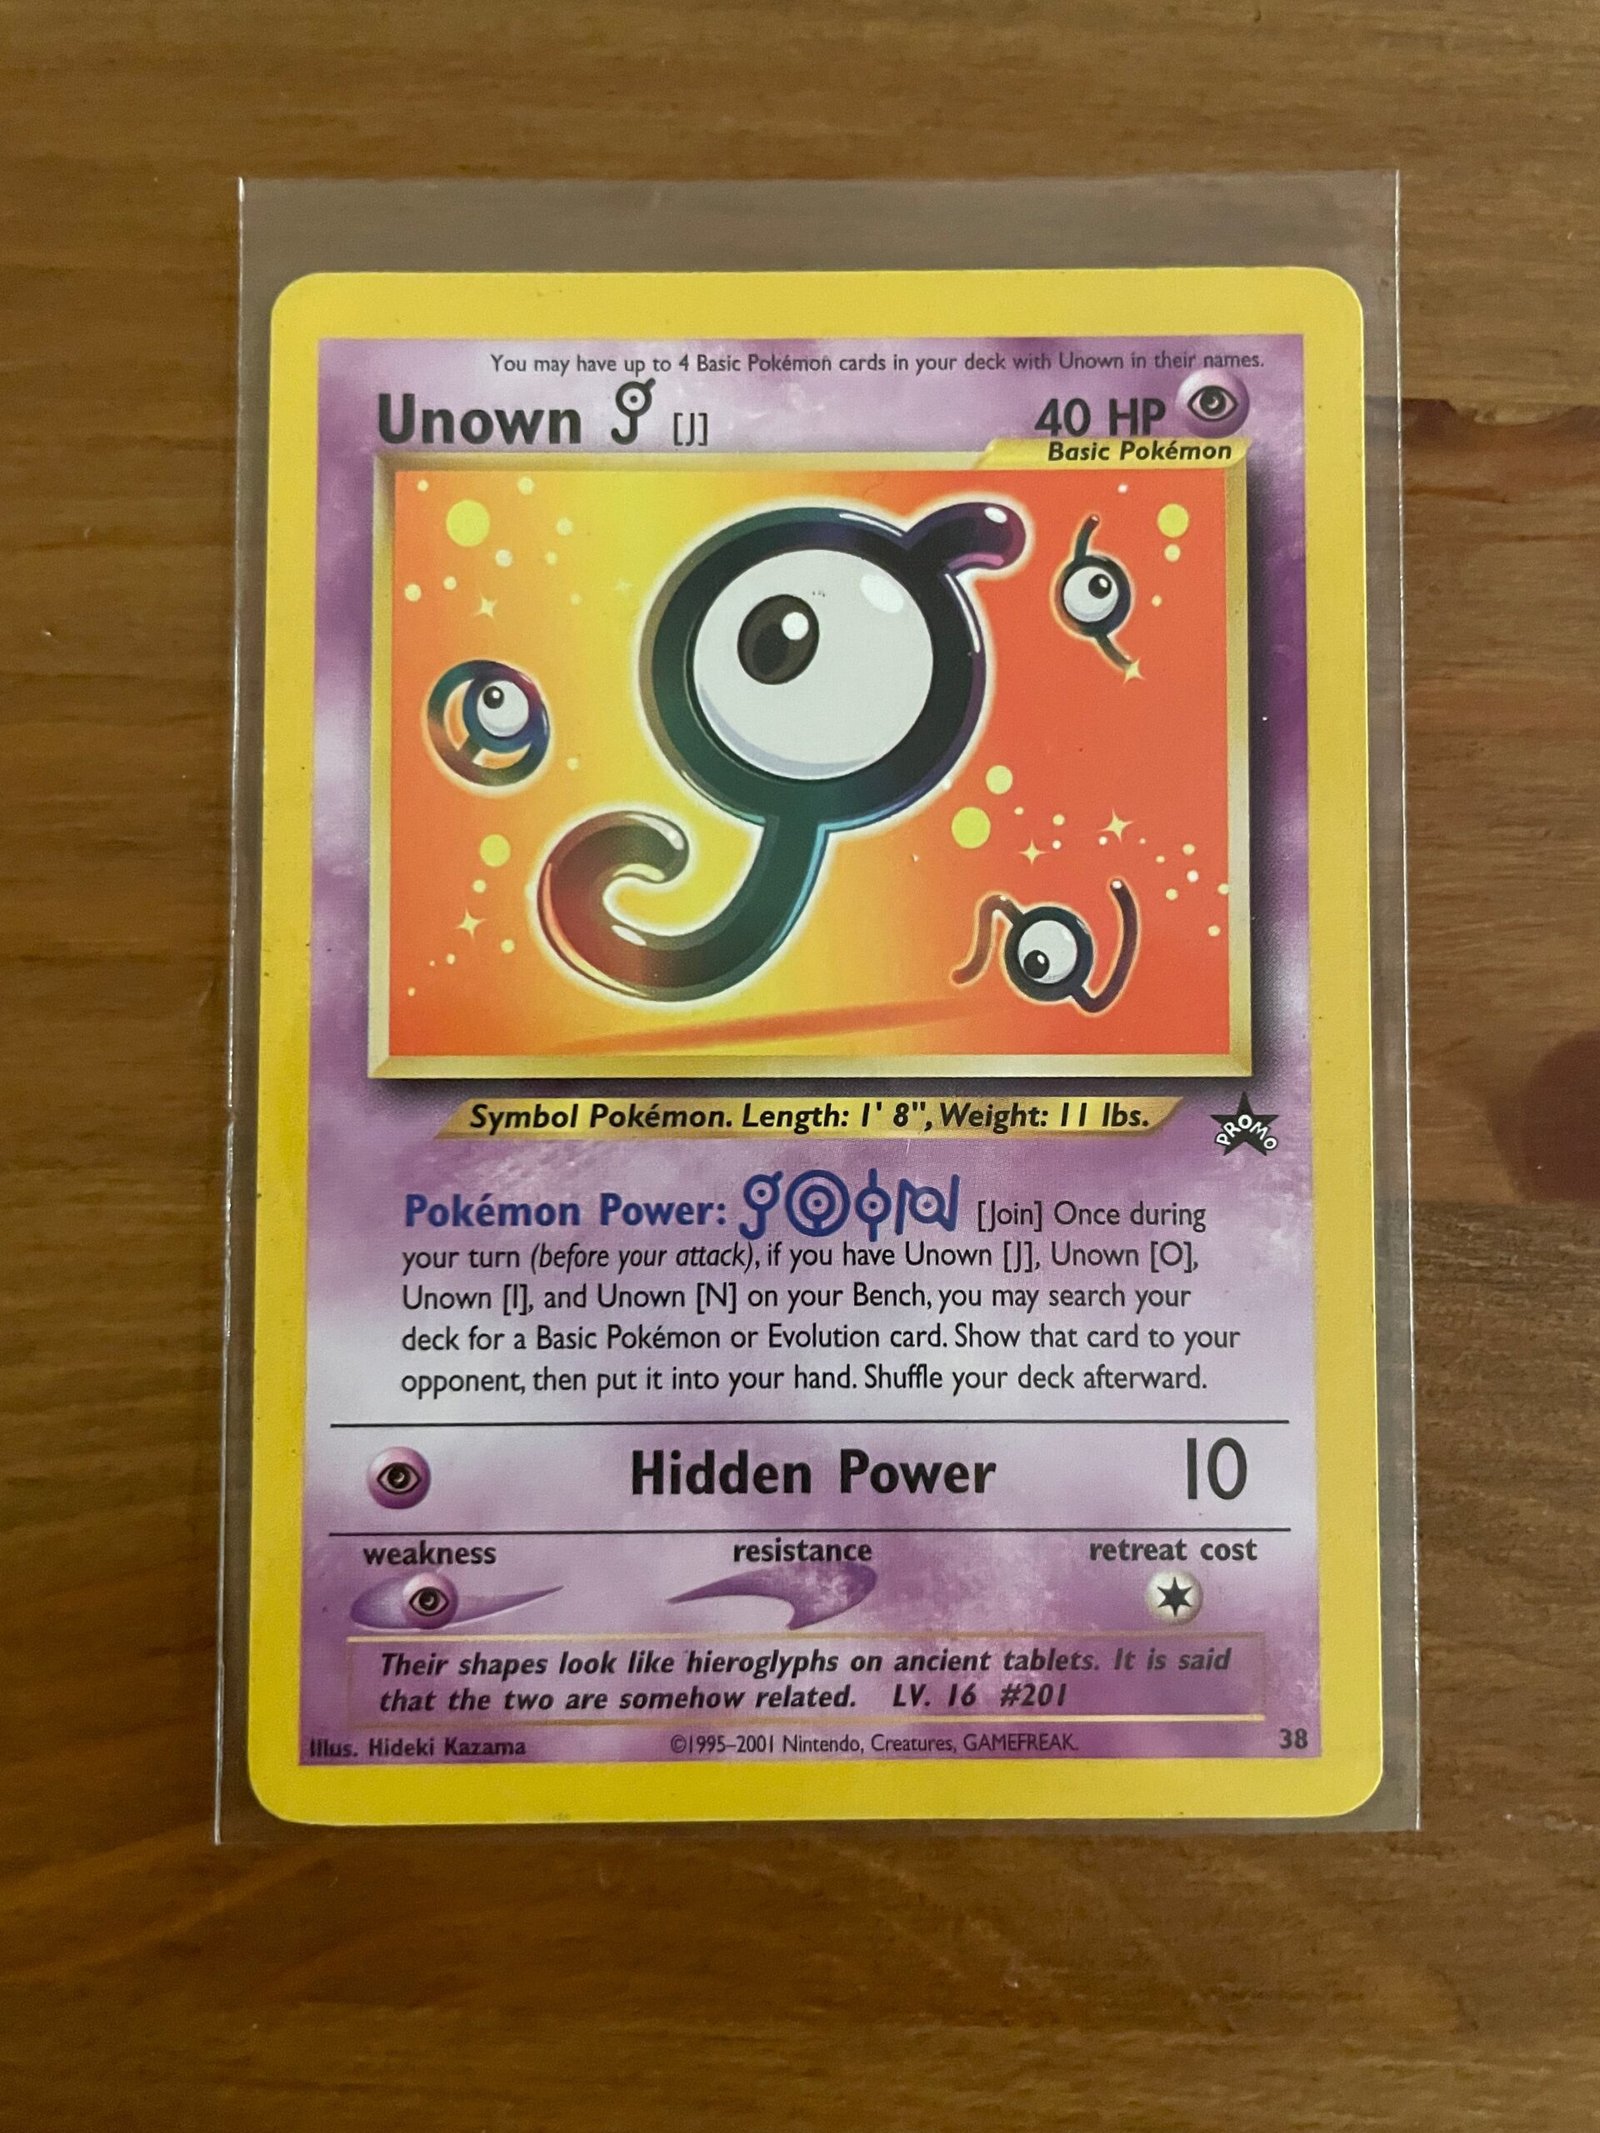 You may have up to 4 Basic Pokémon cards in your deck with Unown in their names.
Unown J [J] 40 HP
Basic Pokémon
Symbol Pokémon. Length: 1' 8", Weight: 11 lbs.
PROMO
Pokémon Power: JOIN [Join] Once during
your turn (before your attack), if you have Unown [J], Unown [O],
Unown [I], and Unown [N] on your Bench, you may search your
deck for a Basic Pokémon or Evolution card. Show that card to your
opponent, then put it into your hand. Shuffle your deck afterward.
Hidden Power 10
weakness resistance retreat cost
Their shapes look like hieroglyphs on ancient tablets. It is said
that the two are somehow related. LV. 16 #201
Illus. Hideki Kazama ©1995–2001 Nintendo, Creatures, GAMEFREAK. 38